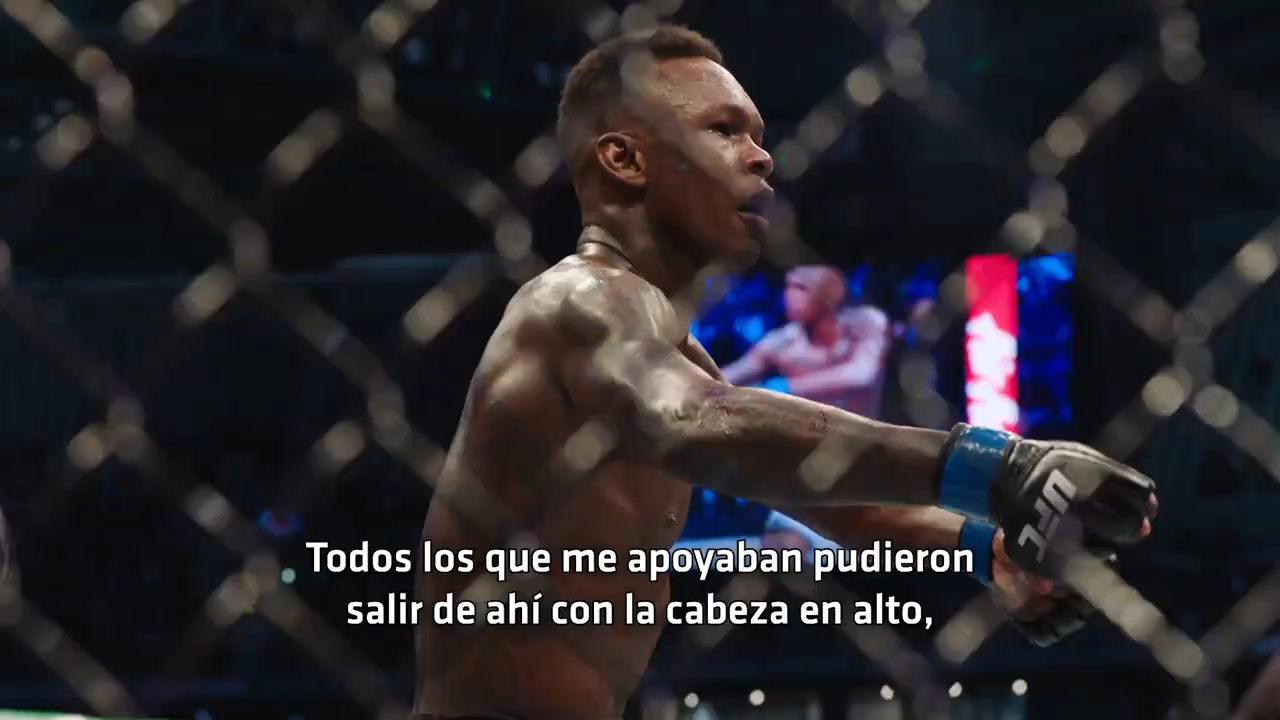 UFC
Todos los que me apoyaban pudieron
salir de ahí con la cabeza en alto,